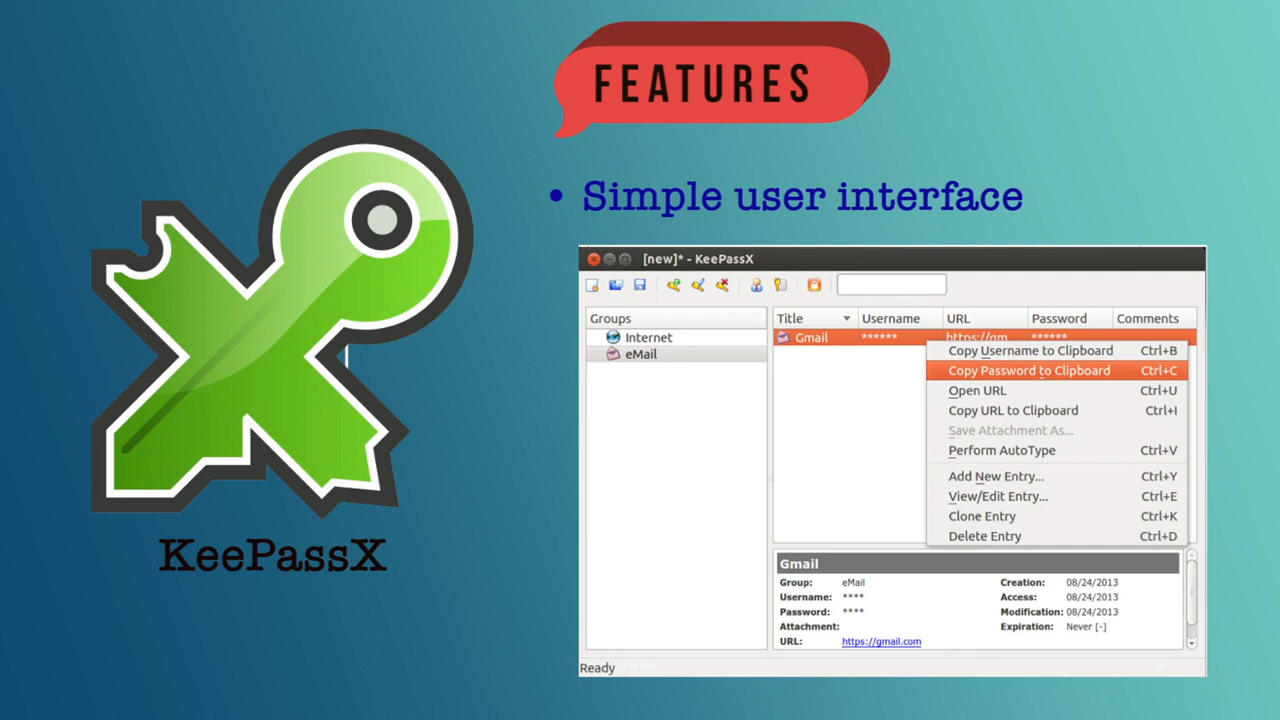 FEATURES
• Simple user interface
KeePassX
[new]* - KeePassX
Groups
Internet
eMail
Title Username URL Password Comments
Gmail ****** https://gm ******
Copy Username to Clipboard Ctrl+B
Copy Password to Clipboard Ctrl+C
Open URL Ctrl+U
Copy URL to Clipboard Ctrl+I
Save Attachment As...
Perform AutoType Ctrl+V
Add New Entry... Ctrl+Y
View/Edit Entry... Ctrl+E
Clone Entry Ctrl+K
Delete Entry Ctrl+D
Gmail
Group: eMail Creation: 08/24/2013
Username: **** Access: 08/24/2013
Password: **** Modification: 08/24/2013
Attachment: Expiration: Never [-]
URL: https://gmail.com
Ready